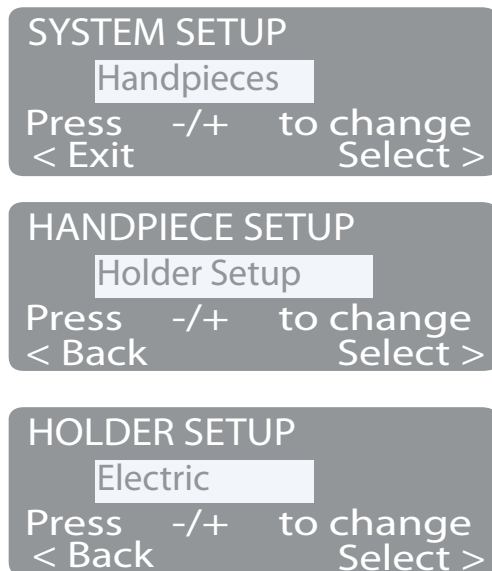 SYSTEM SETUP
Handpieces
Press -/+ to change
< Exit Select >
HANDPIECE SETUP
Holder Setup
Press -/+ to change
< Back Select >
HOLDER SETUP
Electric
Press -/+ to change
< Back Select >